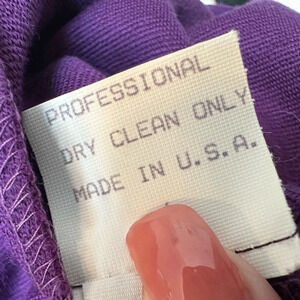 PROFESSIONAL
DRY CLEAN ONLY
MADE IN U.S.A.